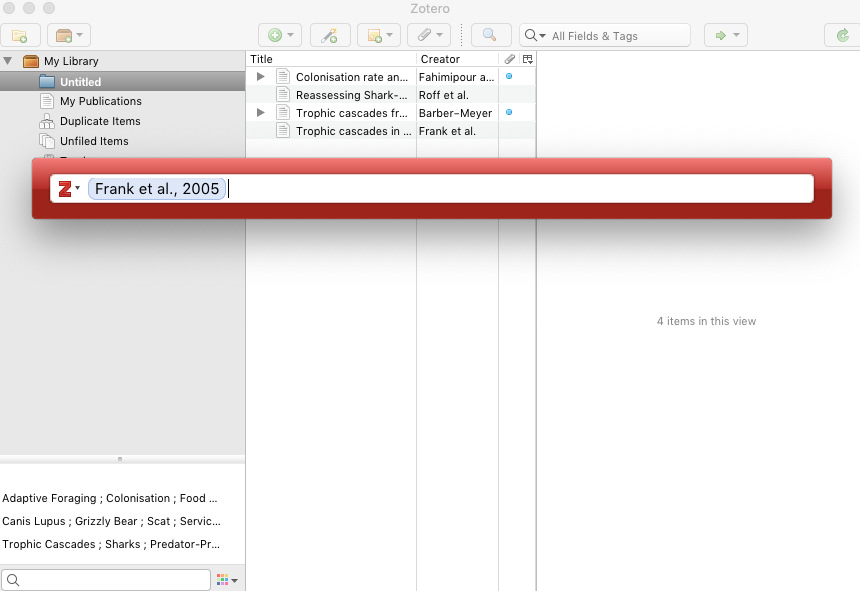 Zotero
All Fields & Tags
My Library
Untitled
My Publications
Duplicate Items
Unfiled Items
Title Creator
Colonisation rate an... Fahimipour a...
Reassessing Shark-... Roff et al.
Trophic cascades fr... Barber-Meyer
Trophic cascades in ... Frank et al.
Z Frank et al., 2005
4 items in this view
Adaptive Foraging ; Colonisation ; Food ...
Canis Lupus ; Grizzly Bear ; Scat ; Servic...
Trophic Cascades ; Sharks ; Predator-Pr...